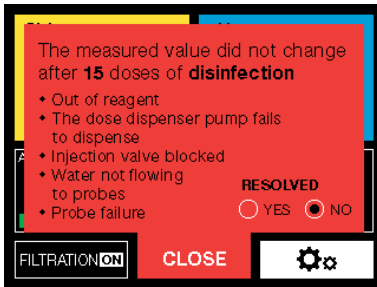 The measured value did not change
after 15 doses of disinfection
• Out of reagent
• The dose dispenser pump fails
to dispense
• Injection valve blocked
• Water not flowing
to probes
• Probe failure
RESOLVED
YES NO
FILTRATION ON
CLOSE